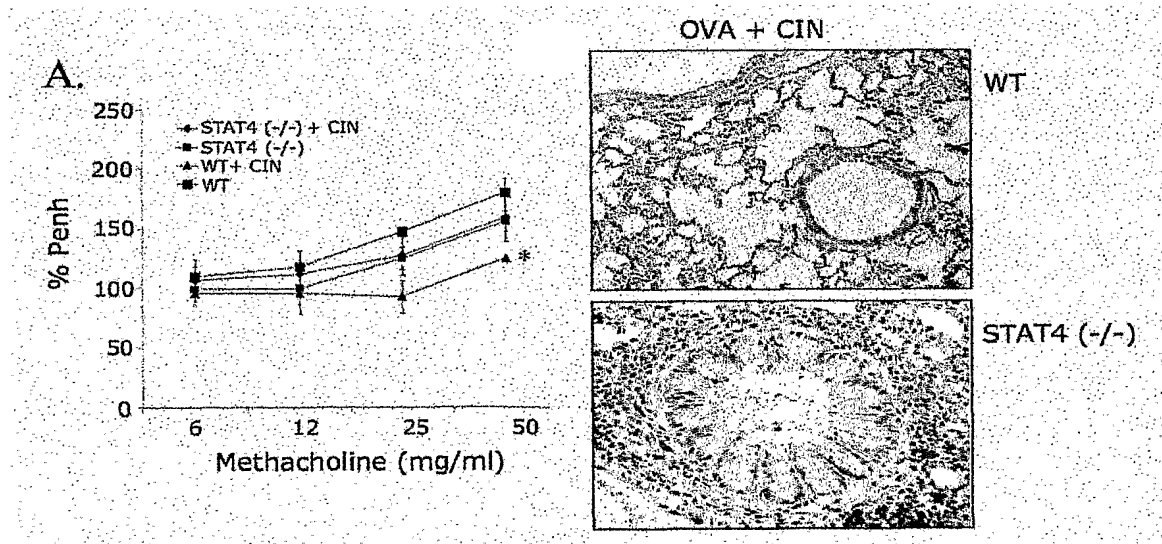 A.
250
200
150
100
50
0
% Penh
STAT4 (-/-) + CIN
STAT4 (-/-)
WT+ CIN
WT
*
6 12 25 50
Methacholine (mg/ml)
OVA + CIN
WT
STAT4 (-/-)